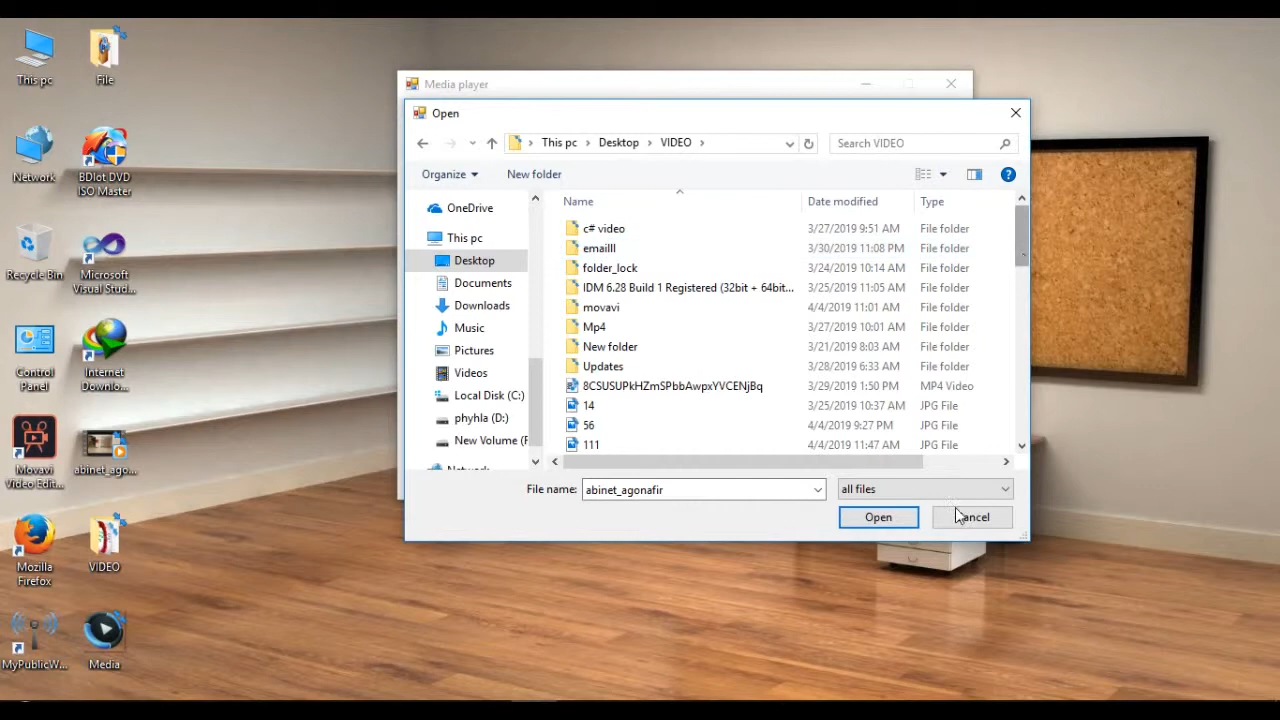 This pc
File
Network
BDlot DVD
ISO Master
Recycle Bin
Microsoft
Visual Stud...
Control
Panel
Internet
Downlo...
Movavi
Video Edit...
abinet_ago...
Mozilla
Firefox
VIDEO
MyPublicW...
Media
Media player
Open
This pc
Desktop
VIDEO
Search VIDEO
Organize
New folder
OneDrive
This pc
Desktop
Documents
Downloads
Music
Pictures
Videos
Local Disk (C:)
phyhla (D:)
New Volume (F
Network
Name Date modified Type
c# video 3/27/2019 9:51 AM File folder
emailll 3/30/2019 11:08 PM File folder
folder_lock 3/24/2019 10:14 AM File folder
IDM 6.28 Build 1 Registered (32bit + 64bit... 3/25/2019 11:05 AM File folder
movavi 4/4/2019 11:01 AM File folder
Mp4 3/27/2019 10:01 AM File folder
New folder 3/21/2019 8:03 AM File folder
Updates 3/28/2019 6:33 AM File folder
8CSUSUPkHZmSPbbAwpxYVCENjBq 3/29/2019 1:50 PM MP4 Video
14 3/25/2019 10:37 AM JPG File
56 4/4/2019 9:27 PM JPG File
111 4/4/2019 11:47 AM JPG File
File name: abinet_agonafir all files
Open Cancel